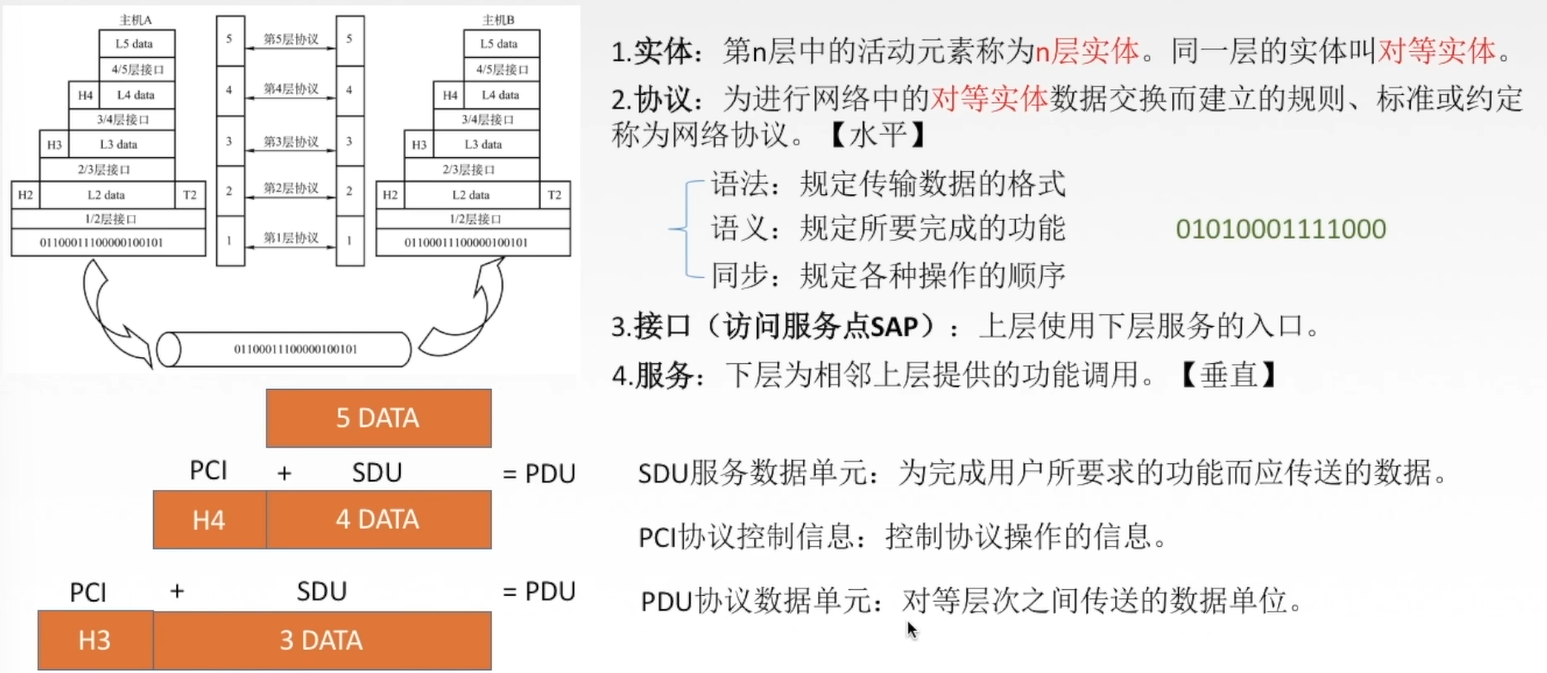 主机A
L5 data
4/5层接口
H4 L4 data
3/4层接口
H3 L3 data
2/3层接口
H2 L2 data T2
1/2层接口
01100011100000100101
5 第5层协议 5
4 第4层协议 4
3 第3层协议 3
2 第2层协议 2
1 第1层协议 1
主机B
L5 data
4/5层接口
H4 L4 data
3/4层接口
H3 L3 data
2/3层接口
H2 L2 data T2
1/2层接口
01100011100000100101
01100011100000100101
5 DATA
PCI + SDU = PDU
H4 4 DATA
PCI + SDU = PDU
H3 3 DATA
1.实体：第n层中的活动元素称为n层实体。同一层的实体叫对等实体。
2.协议：为进行网络中的对等实体数据交换而建立的规则、标准或约定
称为网络协议。【水平】
语法：规定传输数据的格式
语义：规定所要完成的功能 01010001111000
同步：规定各种操作的顺序
3.接口（访问服务点SAP）：上层使用下层服务的入口。
4.服务：下层为相邻上层提供的功能调用。【垂直】
SDU服务数据单元：为完成用户所要求的功能而应传送的数据。
PCI协议控制信息：控制协议操作的信息。
PDU协议数据单元：对等层次之间传送的数据单位。